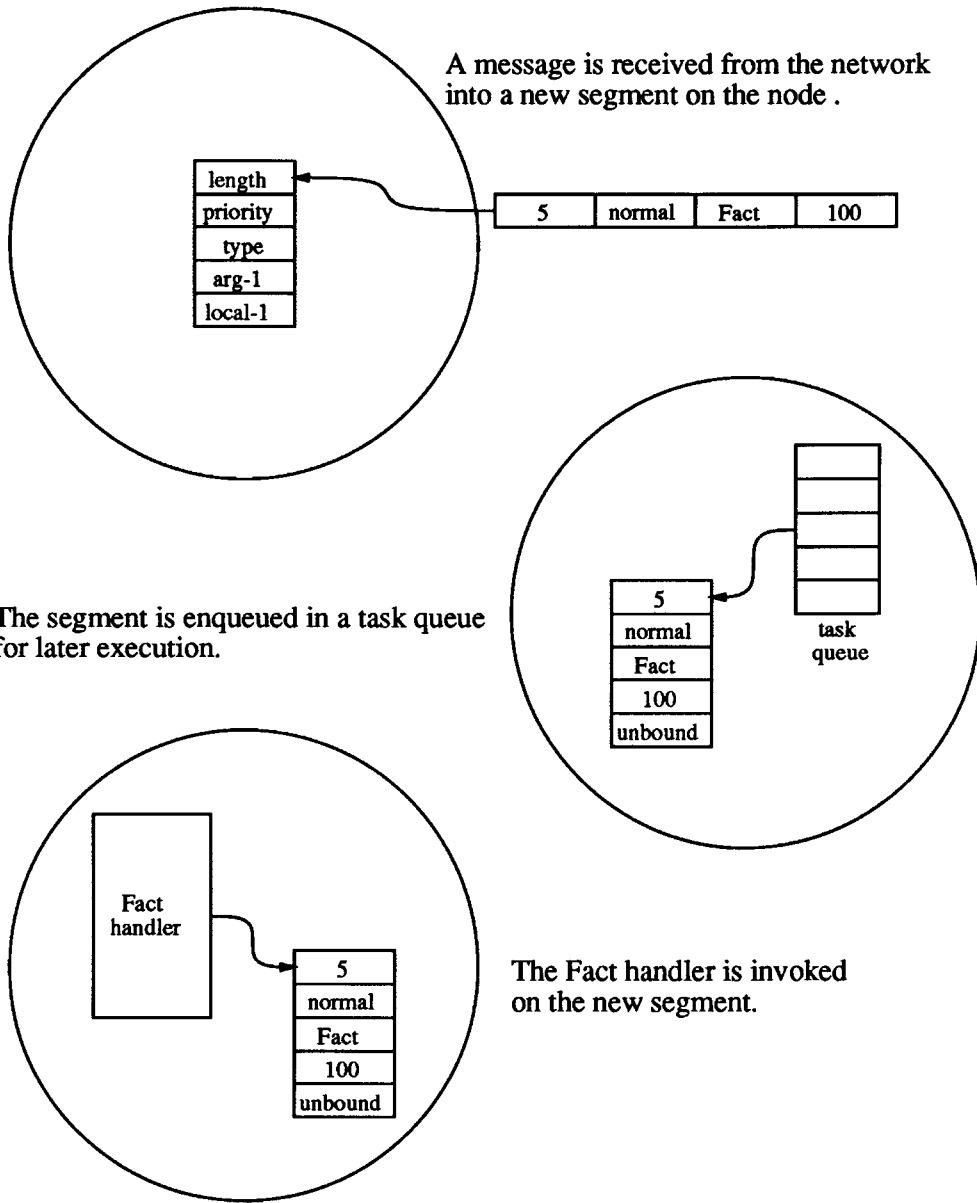 A message is received from the network
into a new segment on the node .
length
priority
type
arg-1
local-1
5 normal Fact 100
The segment is enqueued in a task queue
for later execution.
5
normal
Fact
100
unbound
task
queue
Fact
handler
5
normal
Fact
100
unbound
The Fact handler is invoked
on the new segment.